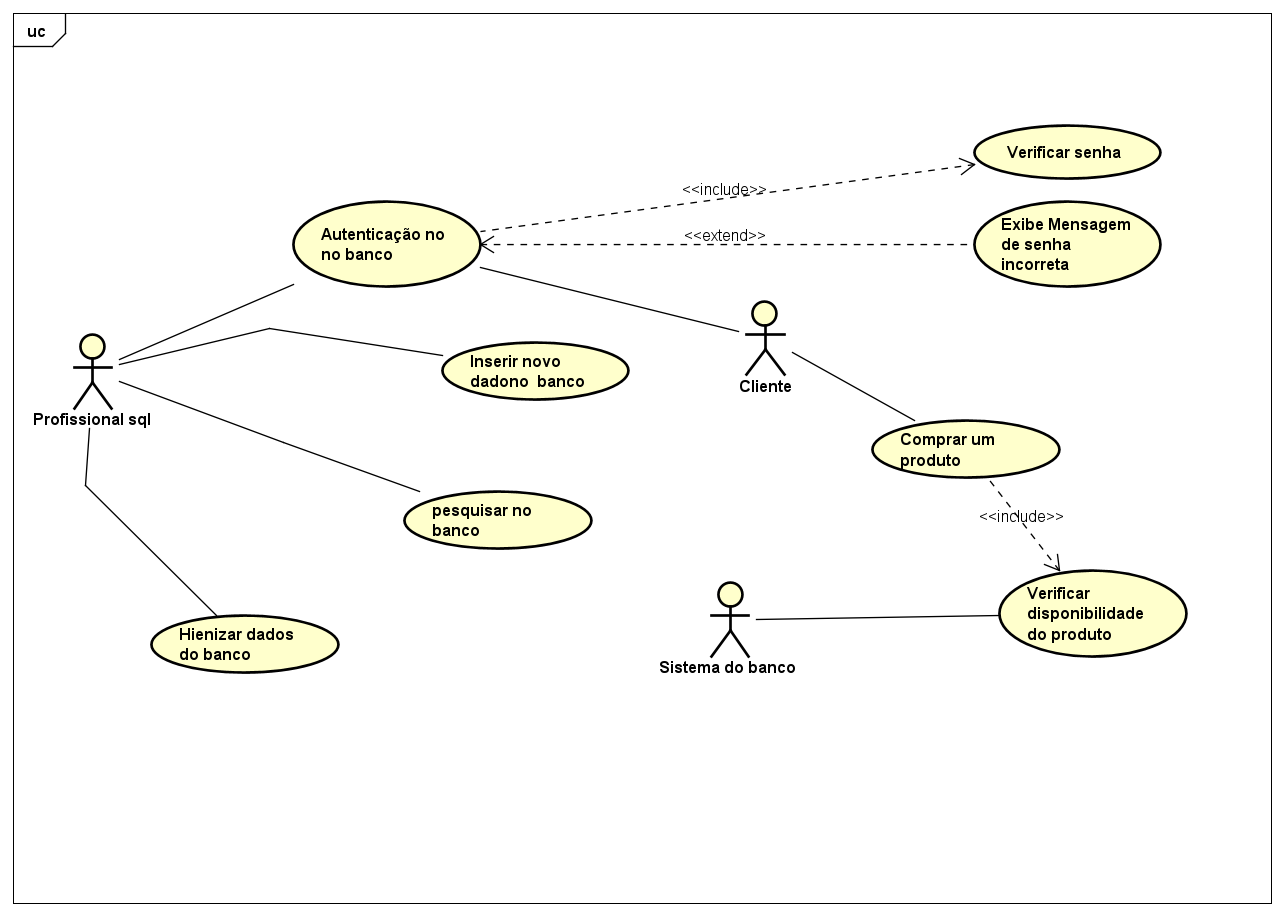 uc
Verificar senha
<<include>>
Autenticação no
no banco
<<extend>>
Exibe Mensagem
de senha
incorreta
Inserir novo
dadono  banco
Cliente
Profissional sql
Comprar um
produto
pesquisar no
banco
<<include>>
Verificar
disponibilidade
do produto
Hienizar dados
do banco
Sistema do banco